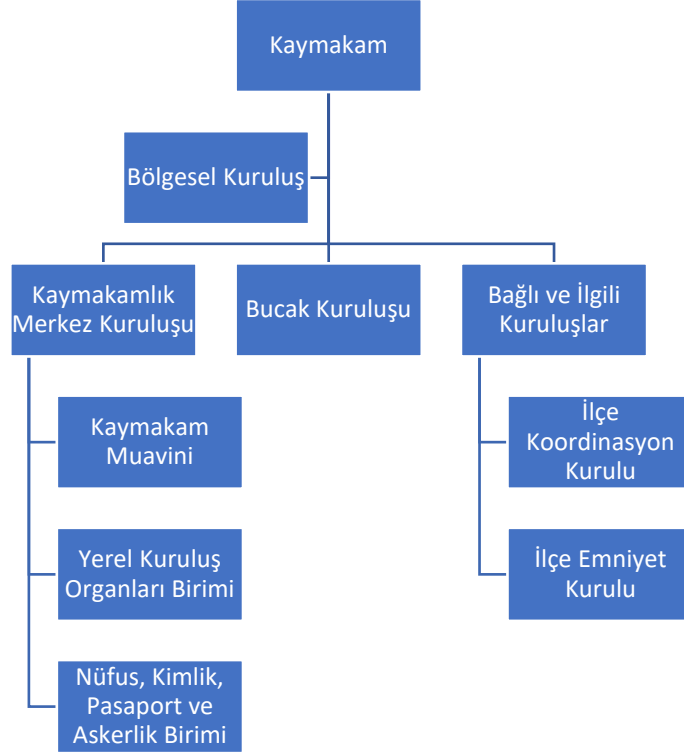 Kaymakam
Bölgesel Kuruluş
Kaymakamlık
Merkez Kuruluşu
Bucak Kuruluşu
Bağlı ve İlgili
Kuruluşlar
Kaymakam
Muavini
Yerel Kuruluş
Organları Birimi
Nüfus, Kimlik,
Pasaport ve
Askerlik Birimi
İlçe
Koordinasyon
Kurulu
İlçe Emniyet
Kurulu